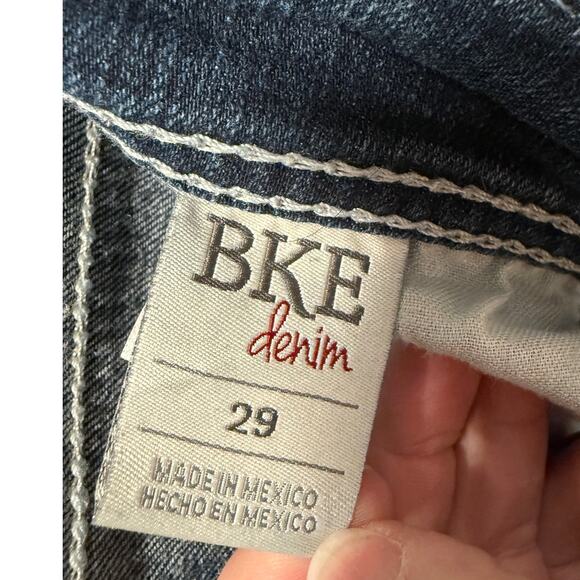 BKE
denim
29
MADE IN MEXICO
HECHO EN MEXICO